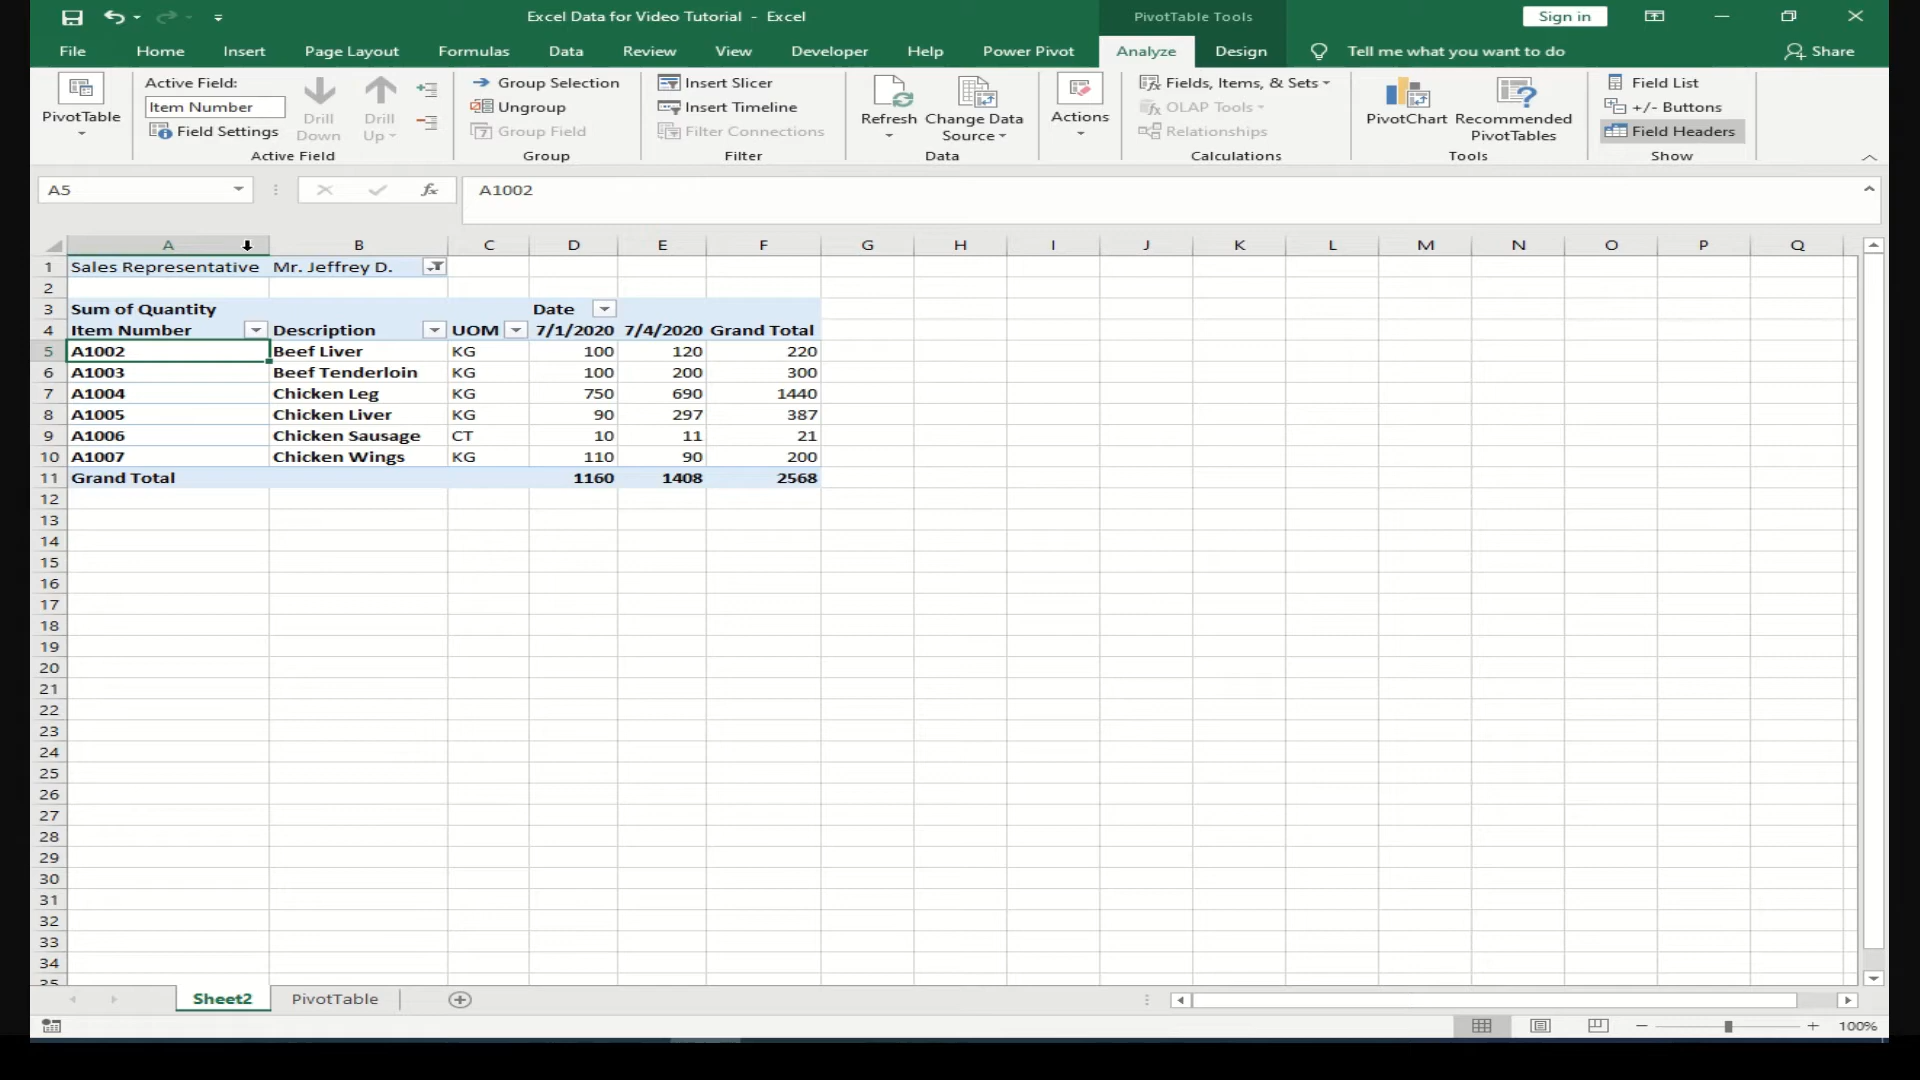 Excel Data for Video Tutorial - Excel
PivotTable Tools
Sign in
File Home Insert Page Layout Formulas Data Review View Developer Help Power Pivot Analyze Design Tell me what you want to do Share
PivotTable
Active Field:
Item Number
Field Settings
Drill Down
Drill Up
Active Field
Group Selection
Ungroup
Group Field
Group
Insert Slicer
Insert Timeline
Filter Connections
Filter
Refresh
Change Data Source
Data
Actions
Fields, Items, & Sets
OLAP Tools
Relationships
Calculations
PivotChart
Recommended PivotTables
Tools
Field List
+/- Buttons
Field Headers
Show
A5 fx A1002
A B C D E F G H I J K L M N O P Q
1 Sales Representative Mr. Jeffrey D.
2
3 Sum of Quantity Date
4 Item Number Description UOM 7/1/2020 7/4/2020 Grand Total
5 A1002 Beef Liver KG 100 120 220
6 A1003 Beef Tenderloin KG 100 200 300
7 A1004 Chicken Leg KG 750 690 1440
8 A1005 Chicken Liver KG 90 297 387
9 A1006 Chicken Sausage CT 10 11 21
10 A1007 Chicken Wings KG 110 90 200
11 Grand Total 1160 1408 2568
12
13
14
15
16
17
18
19
20
21
22
23
24
25
26
27
28
29
30
31
32
33
34
35
Sheet2 PivotTable
100%